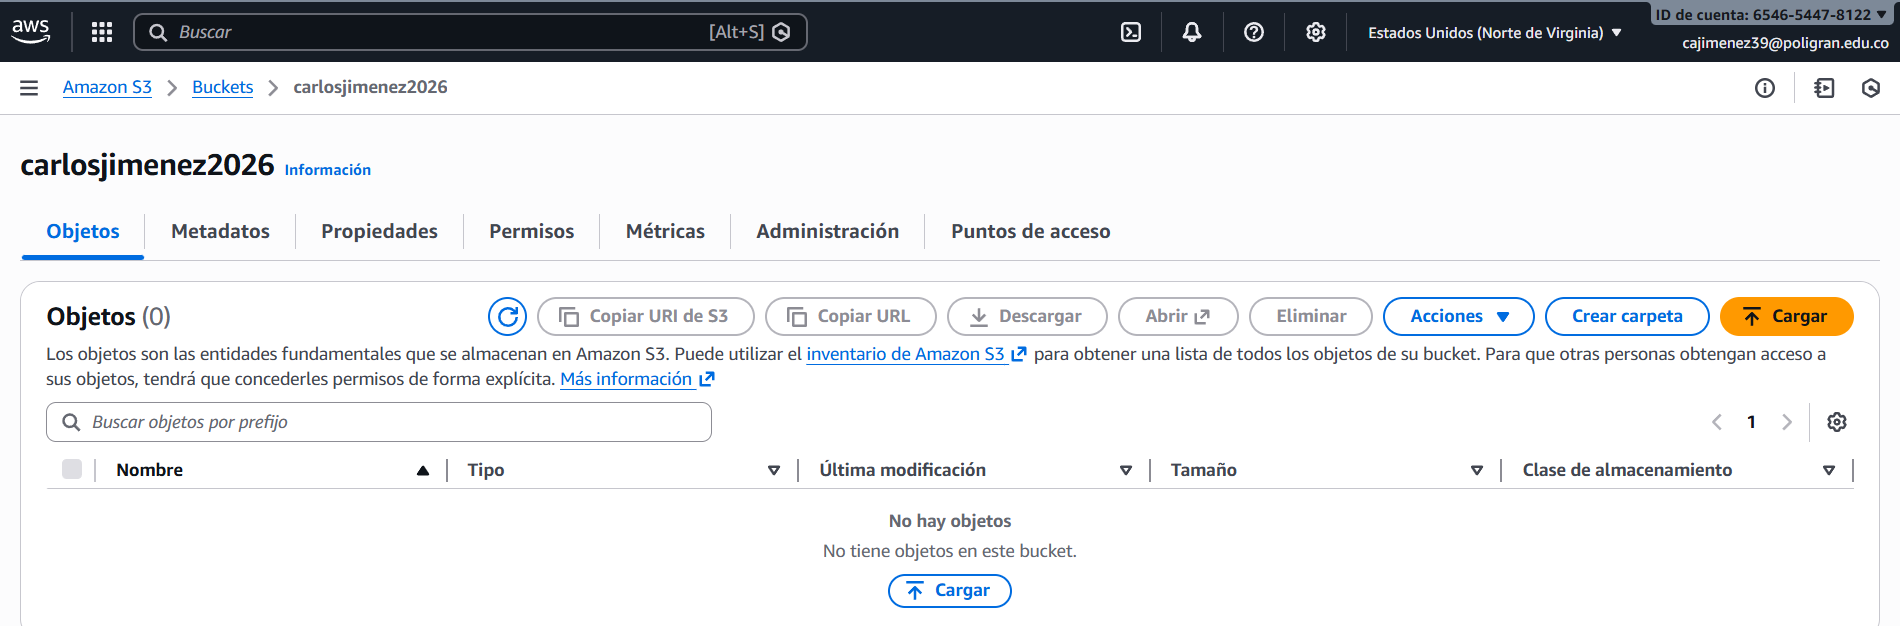 aws
Buscar
[Alt+S]
Estados Unidos (Norte de Virginia)
ID de cuenta: 6546-5447-8122
cajimenez39@poligran.edu.co
Amazon S3
Buckets
carlosjimenez2026
carlosjimenez2026
Información
Objetos
Metadatos
Propiedades
Permisos
Métricas
Administración
Puntos de acceso
Objetos (0)
Copiar URI de S3
Copiar URL
Descargar
Abrir
Eliminar
Acciones
Crear carpeta
Cargar
Los objetos son las entidades fundamentales que se almacenan en Amazon S3. Puede utilizar el inventario de Amazon S3 para obtener una lista de todos los objetos de su bucket. Para que otras personas obtengan acceso a
sus objetos, tendrá que concederles permisos de forma explícita. Más información
Buscar objetos por prefijo
1
Nombre
Tipo
Última modificación
Tamaño
Clase de almacenamiento
No hay objetos
No tiene objetos en este bucket.
Cargar